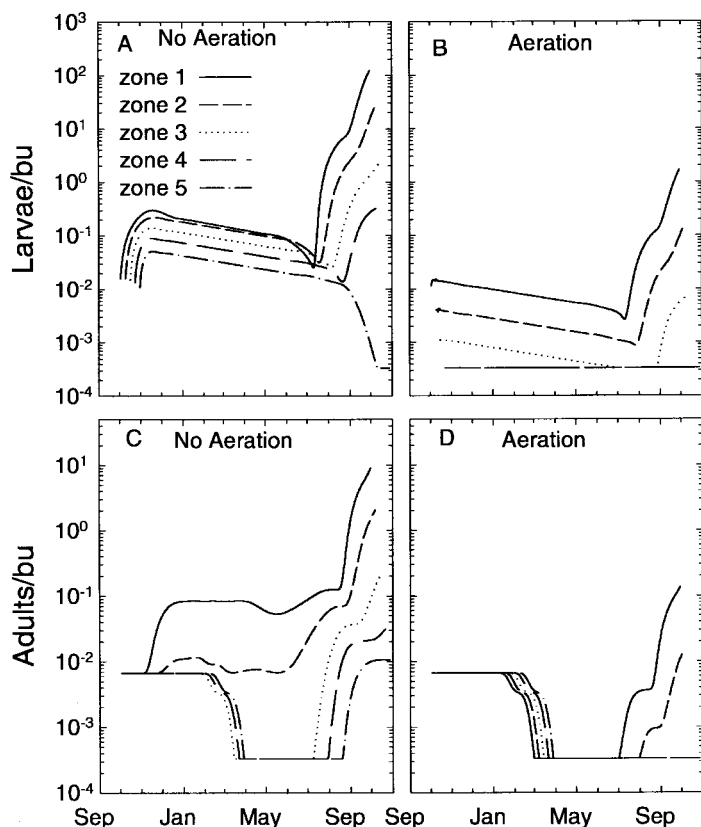 A
No Aeration
B
Aeration
zone 1
zone 2
zone 3
zone 4
zone 5
Larvae/bu
10³
10²
10¹
10⁰
10⁻¹
10⁻²
10⁻³
10⁻⁴
C
No Aeration
D
Aeration
Adults/bu
10¹
10⁰
10⁻¹
10⁻²
10⁻³
10⁻⁴
Sep Jan May Sep Sep Jan May Sep